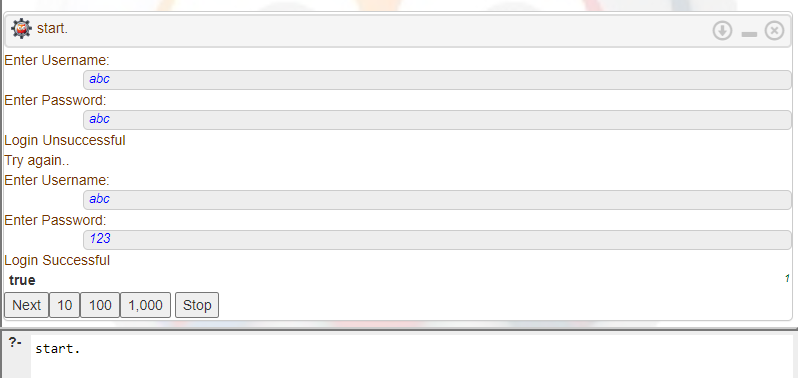 start.
Enter Username:
abc
Enter Password:
abc
Login Unsuccessful
Try again..
Enter Username:
abc
Enter Password:
123
Login Successful
true 1
Next 10 100 1,000 Stop
?- start.